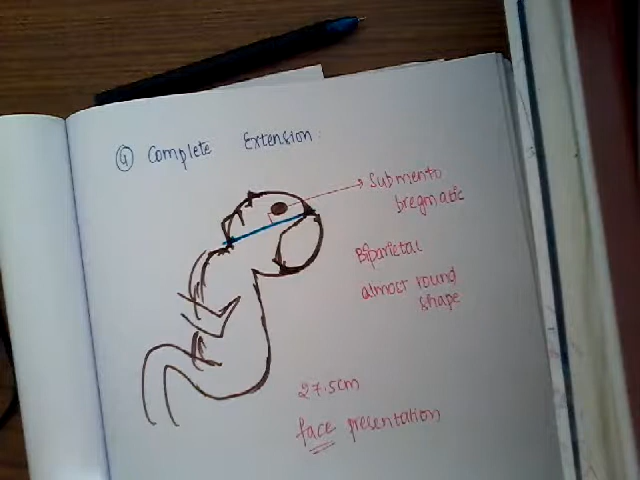 ④ Complete Extension:
Submento
bregmatic
Biparietal
almost round
shape
27.5cm
face presentation